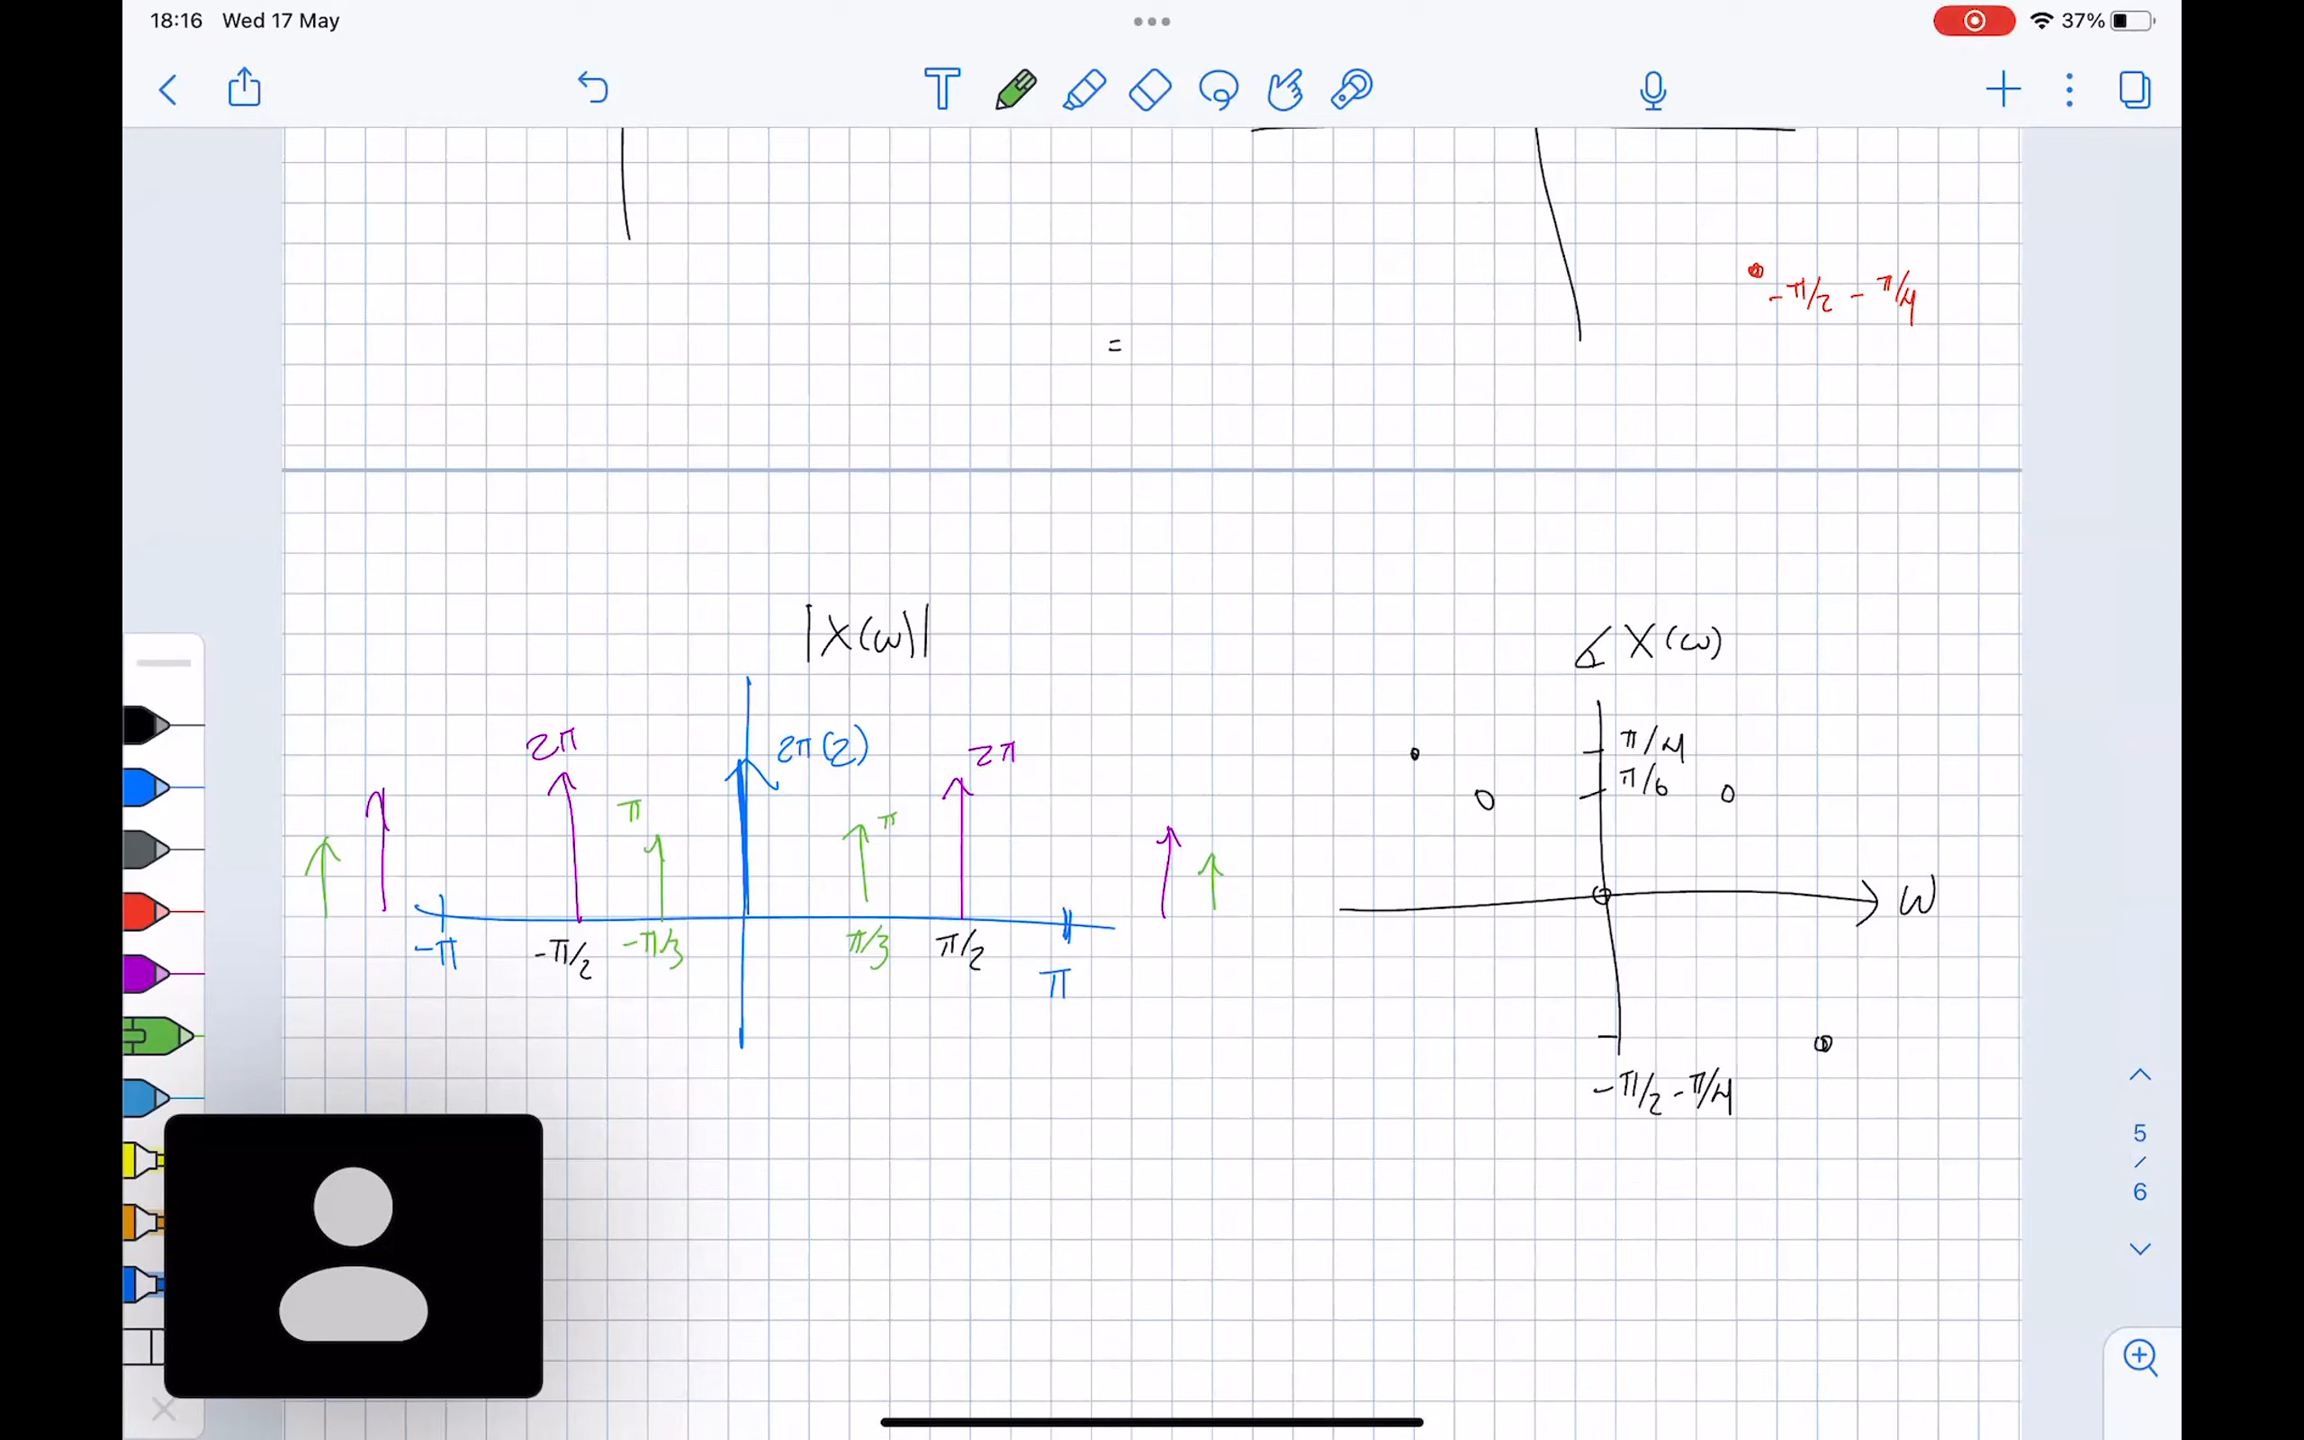 18:16 Wed 17 May
37%
T
-π/2 - π/4
=
|X(ω)|
∡ X(ω)
2π
2π(2)
2π
π
π
π/4
π/6
ω
-π
-π/2
-π/3
π/3
π/2
π
-π/2 - π/4
5
/
6